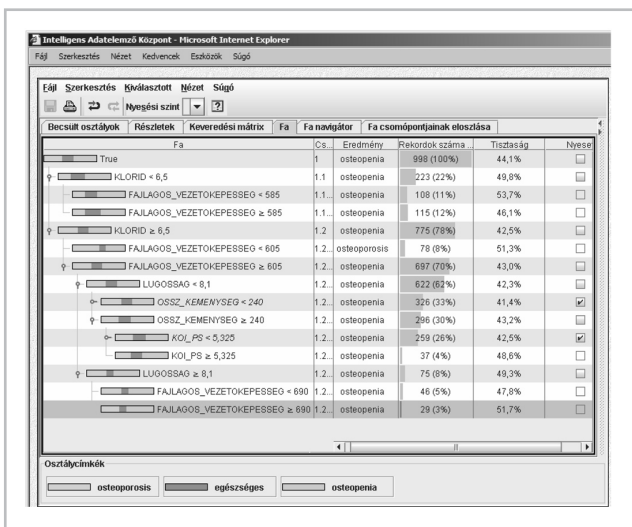 Intelligens Adatelemző Központ - Microsoft Internet Explorer
Fájl Szerkesztés Nézet Kedvencek Eszközök Súgó
Fájl Szerkesztés Kiválasztott Nézet Súgó
Nyesési szint
Becsült osztályok Részletek Keveredési mátrix Fa Fa navigátor Fa csomópontjainak eloszlása
Fa Cs... Eredmény Rekordok száma ... Tisztaság Nyese
True 1 osteopenia 998 (100%) 44,1%
KLORID < 6,5 1.1 osteopenia 223 (22%) 49,8%
FAJLAGOS_VEZETOKEPESSEG < 585 1.1... osteopenia 108 (11%) 53,7%
FAJLAGOS_VEZETOKEPESSEG ≥ 585 1.1... osteopenia 115 (12%) 46,1%
KLORID ≥ 6,5 1.2 osteopenia 775 (78%) 42,5%
FAJLAGOS_VEZETOKEPESSEG < 605 1.2... osteoporosis 78 (8%) 51,3%
FAJLAGOS_VEZETOKEPESSEG ≥ 605 1.2... osteopenia 697 (70%) 43,0%
LUGOSSAG < 8,1 1.2... osteopenia 622 (62%) 42,3%
OSSZ_KEMENYSEG < 240 1.2... osteopenia 326 (33%) 41,4%
OSSZ_KEMENYSEG ≥ 240 1.2... osteopenia 296 (30%) 43,2%
KOI_PS < 5,325 1.2... osteopenia 259 (26%) 42,5%
KOI_PS ≥ 5,325 1.2... osteopenia 37 (4%) 48,6%
LUGOSSAG ≥ 8,1 1.2... osteopenia 75 (8%) 49,3%
FAJLAGOS_VEZETOKEPESSEG < 690 1.2... osteopenia 46 (5%) 47,8%
FAJLAGOS_VEZETOKEPESSEG ≥ 690 1.2... osteopenia 29 (3%) 51,7%
Osztálycímkék
osteoporosis egészséges osteopenia